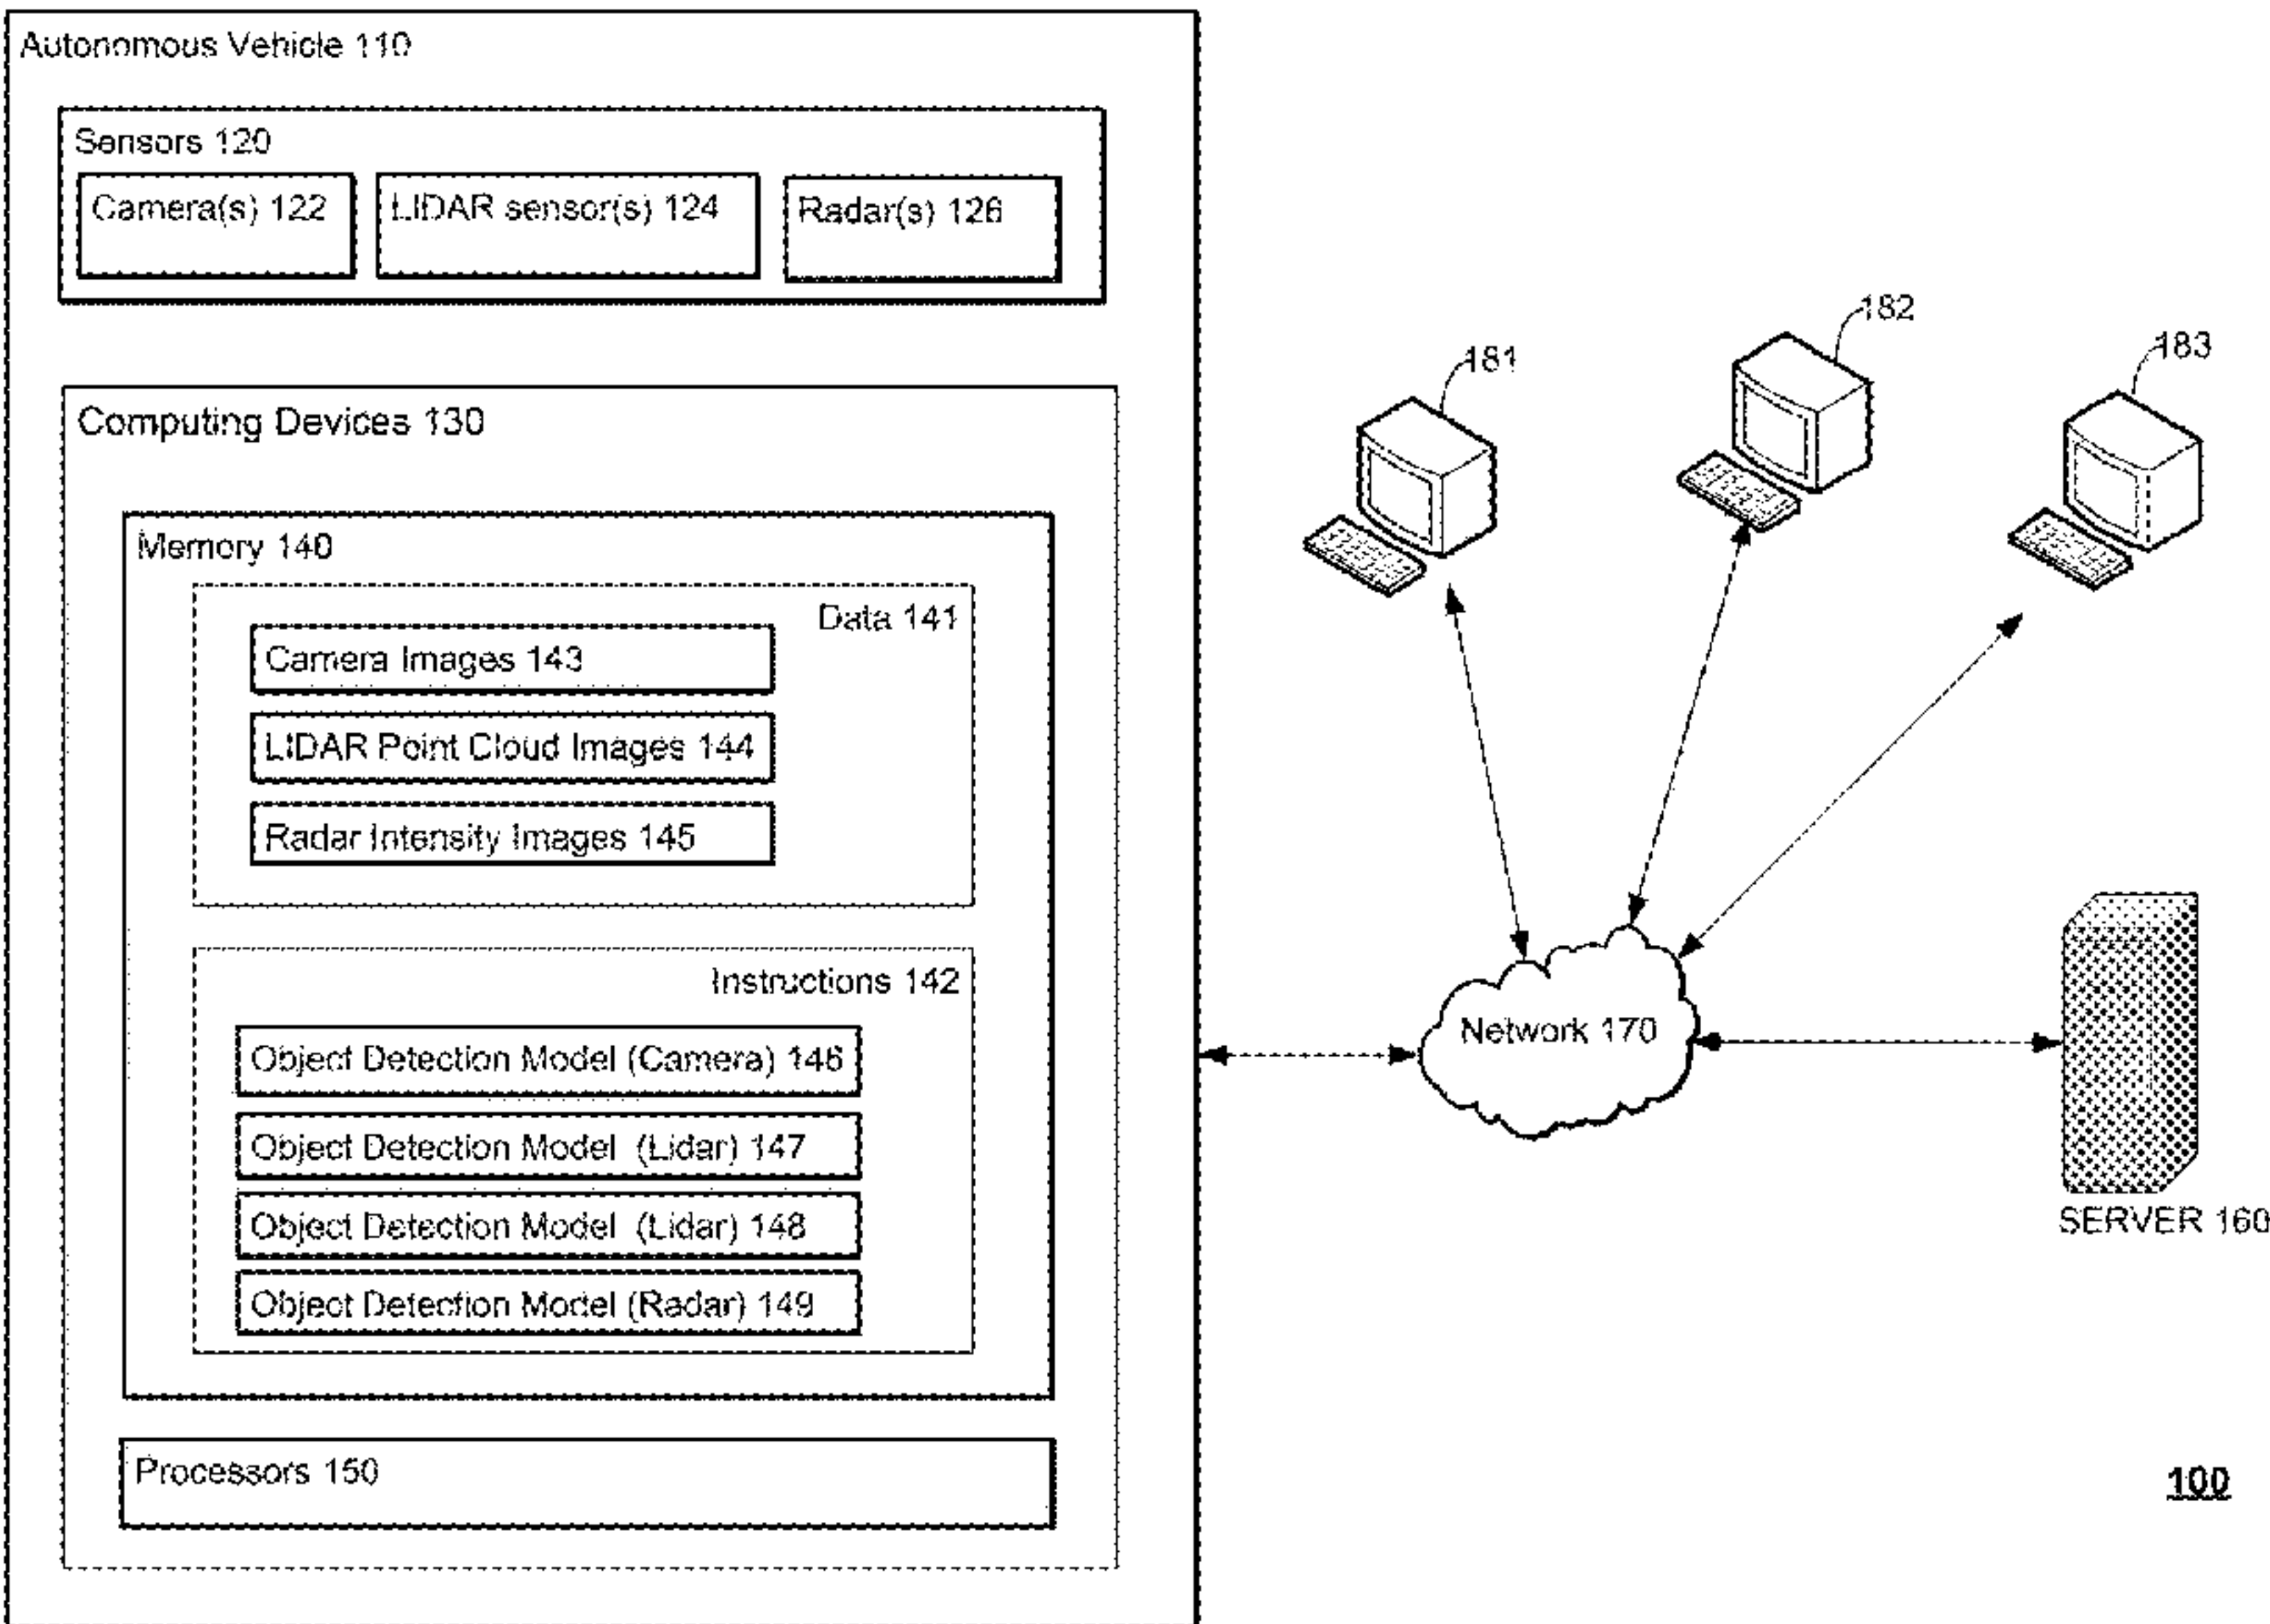 Autonomous Vehicle 110
Sensors 120
Camera(s) 122
LIDAR sensor(s) 124
Radar(s) 126
Computing Devices 130
Memory 140
Data 141
Camera Images 143
LIDAR Point Cloud Images 144
Radar Intensity Images 145
Instructions 142
Object Detection Model (Camera) 146
Object Detection Model (Lidar) 147
Object Detection Model (Lidar) 148
Object Detection Model (Radar) 149
Processors 150
181
182
183
Network 170
SERVER 160
100